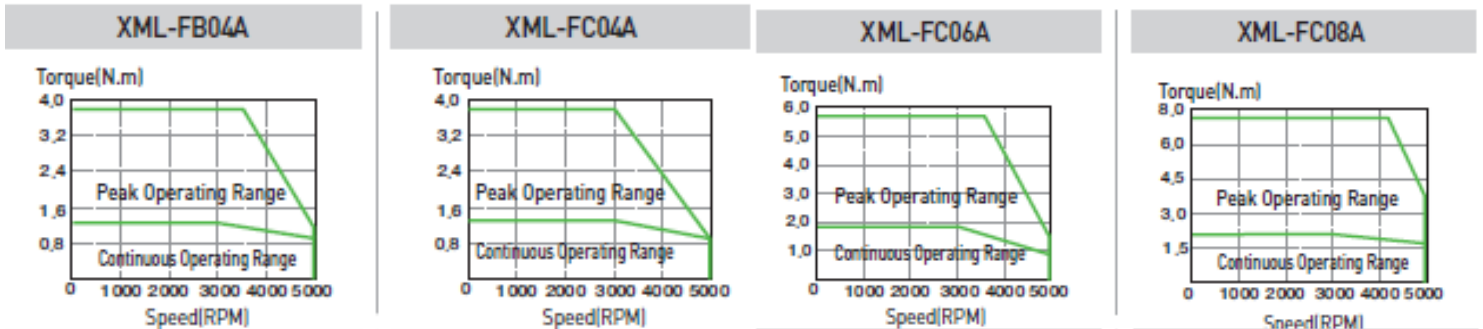 XML-FB04A
Torque(N.m)
4,0
3,2
2,4
1,6
0,8
Peak Operating Range
Continuous Operating Range
0 1000 2000 3000 4000 5000
Speed(RPM)
XML-FC04A
Torque(N.m)
4,0
3,2
2,4
1,6
0,8
Peak Operating Range
Continuous Operating Range
0 1000 2000 3000 4000 5000
Speed(RPM)
XML-FC06A
Torque(N.m)
6,0
5,0
4,0
3,0
2,0
1,0
Peak Operating Range
Continuous Operating Range
0 1000 2000 3000 4000 5000
Speed(RPM)
XML-FC08A
Torque(N.m)
8,0
6,0
4,5
3,0
1,5
Peak Operating Range
Continuous Operating Range
0 1000 2000 3000 4000 5000
Speed(RPM)